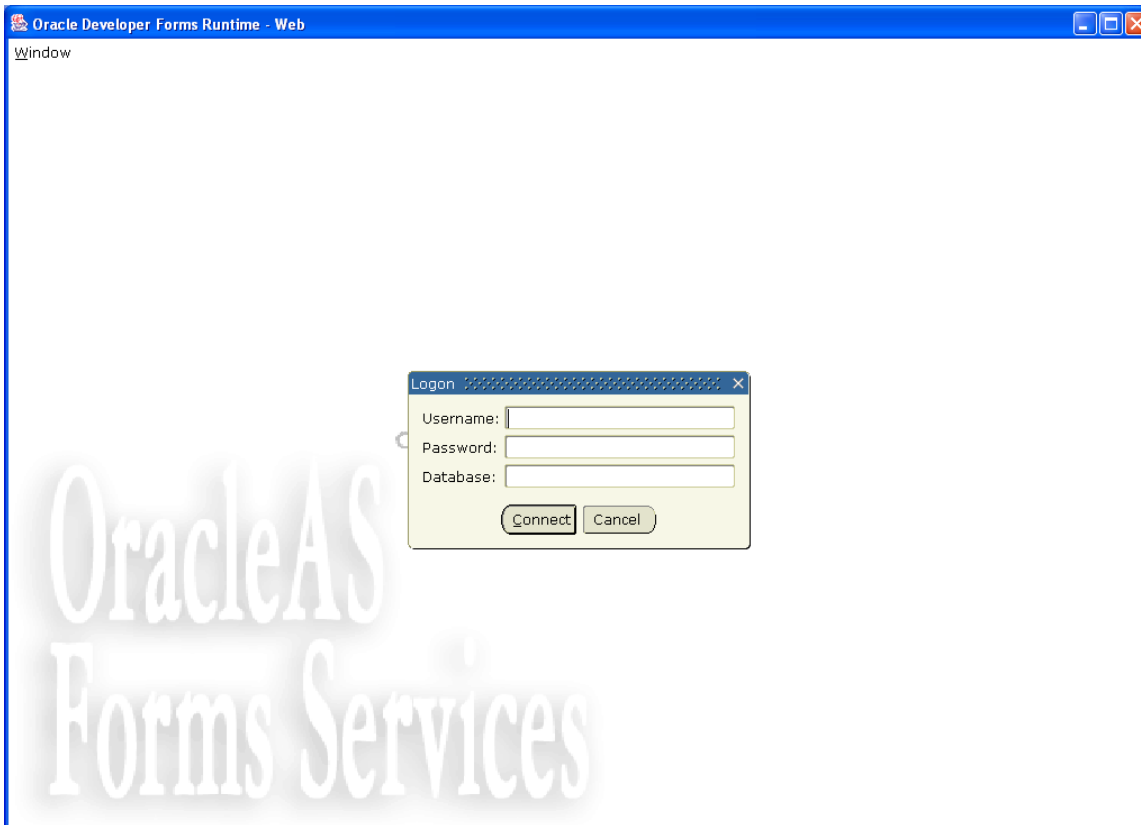 Oracle Developer Forms Runtime - Web
Window
Logon
Username:
Password:
Database:
Connect Cancel
OracleAS
Forms Services